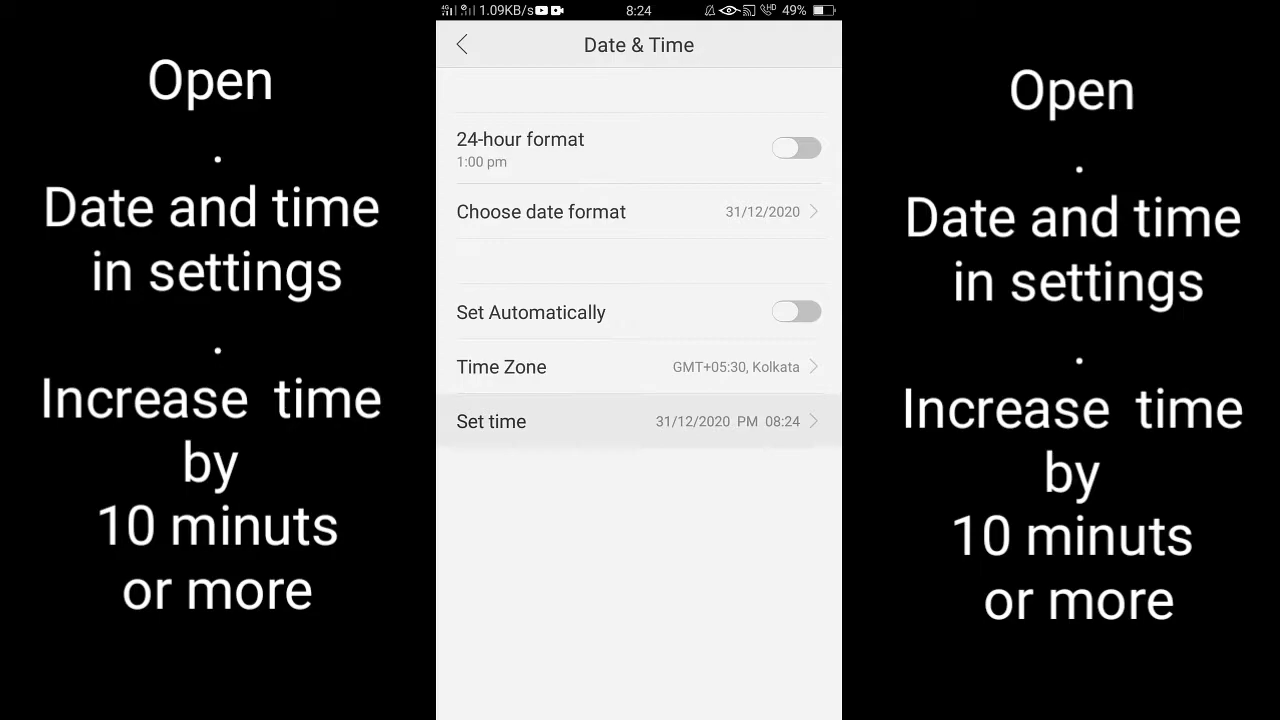 Open
.
Date and time
in settings
.
Increase time
by
10 minuts
or more
1.09KB/s 8:24 HD 49%
Date & Time
24-hour format
1:00 pm
Choose date format 31/12/2020
Set Automatically
Time Zone GMT+05:30, Kolkata
Set time 31/12/2020 PM 08:24
Open
.
Date and time
in settings
.
Increase time
by
10 minuts
or more